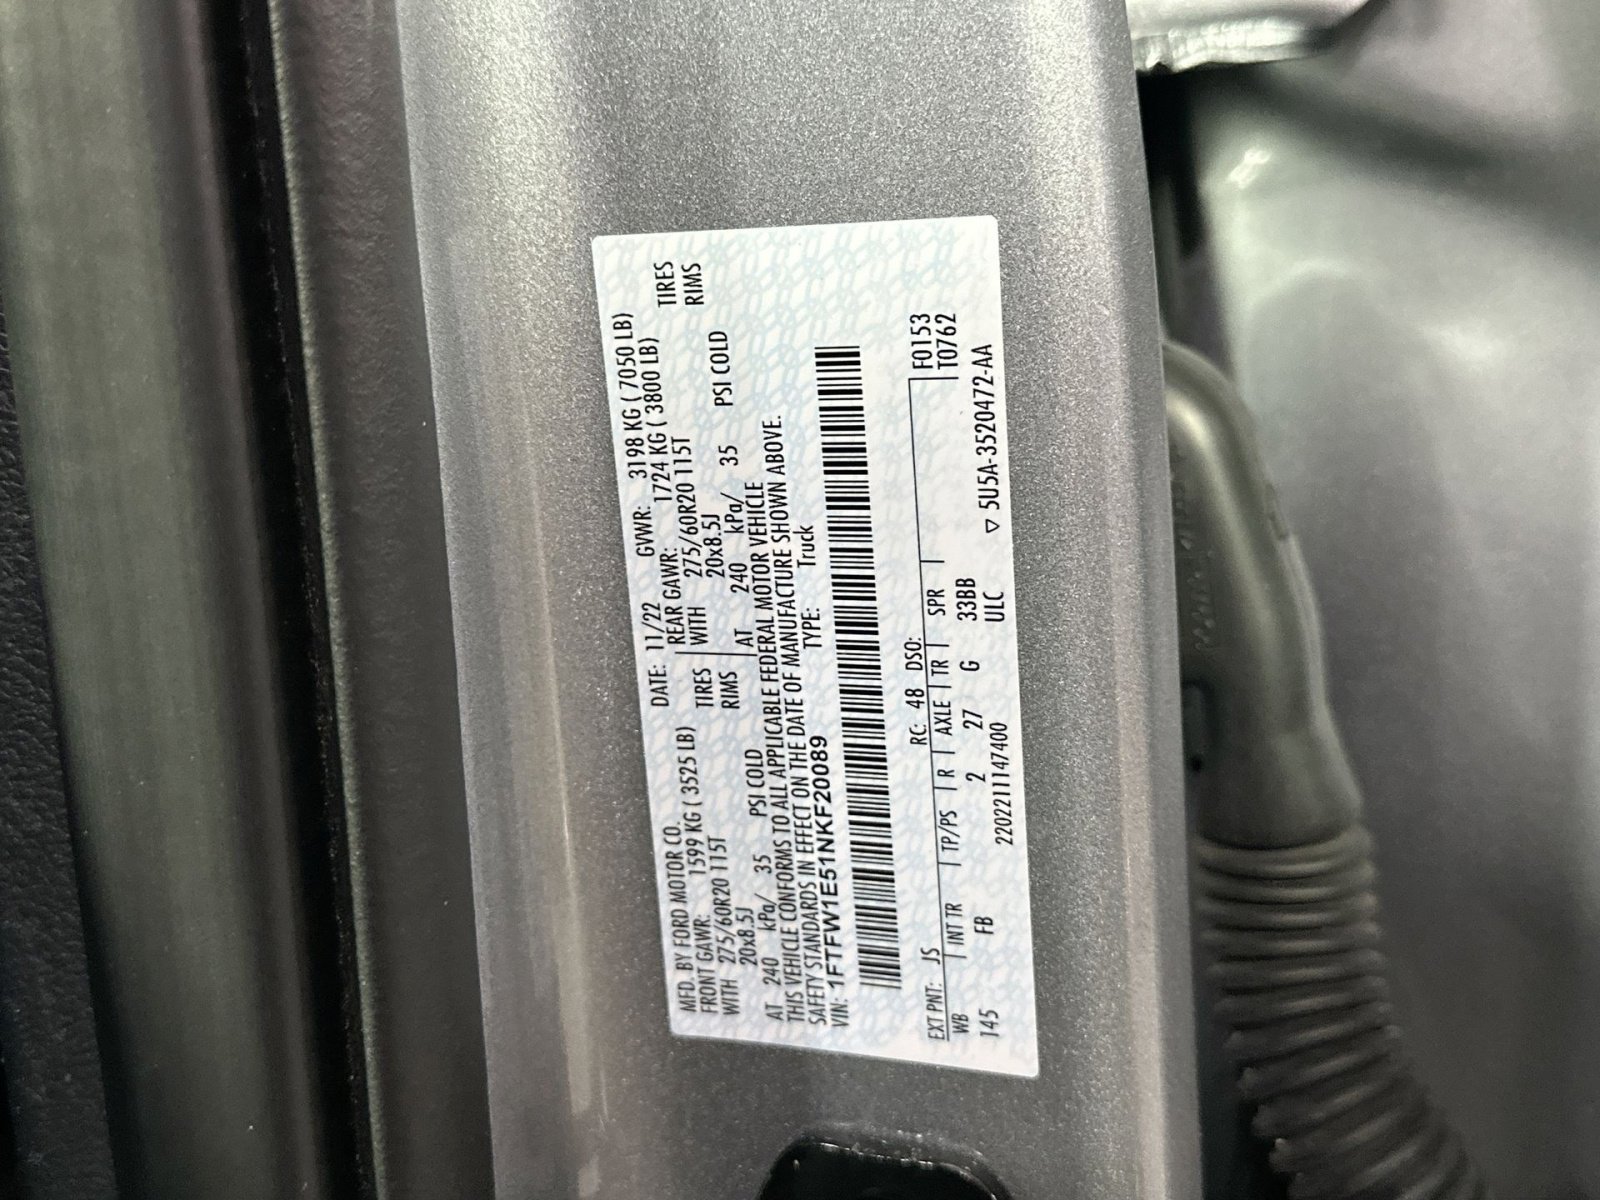 MFD. BY FORD MOTOR CO. DATE: 11/22 GVWR: 3198 KG ( 7050 LB)
FRONT GAWR: 1599 KG ( 3525 LB) REAR GAWR: 1724 KG ( 3800 LB)
WITH 275/60R20 115T TIRES WITH 275/60R20 115T TIRES
20x8.5J RIMS 20x8.5J RIMS
AT 240 kPa/ 35 PSI COLD AT 240 kPa/ 35 PSI COLD
THIS VEHICLE CONFORMS TO ALL APPLICABLE FEDERAL MOTOR VEHICLE
SAFETY STANDARDS IN EFFECT ON THE DATE OF MANUFACTURE SHOWN ABOVE.
VIN: 1FTFW1E51NKF20089 TYPE: Truck
EXT PNT: JS RC: 48 DSO: F0153
WB INT TR TP/PS R AXLE TR SPR T0762
145 FB 2 27 G 33BB
220221147400 ULC ▽ 5U5A-3520472-AA